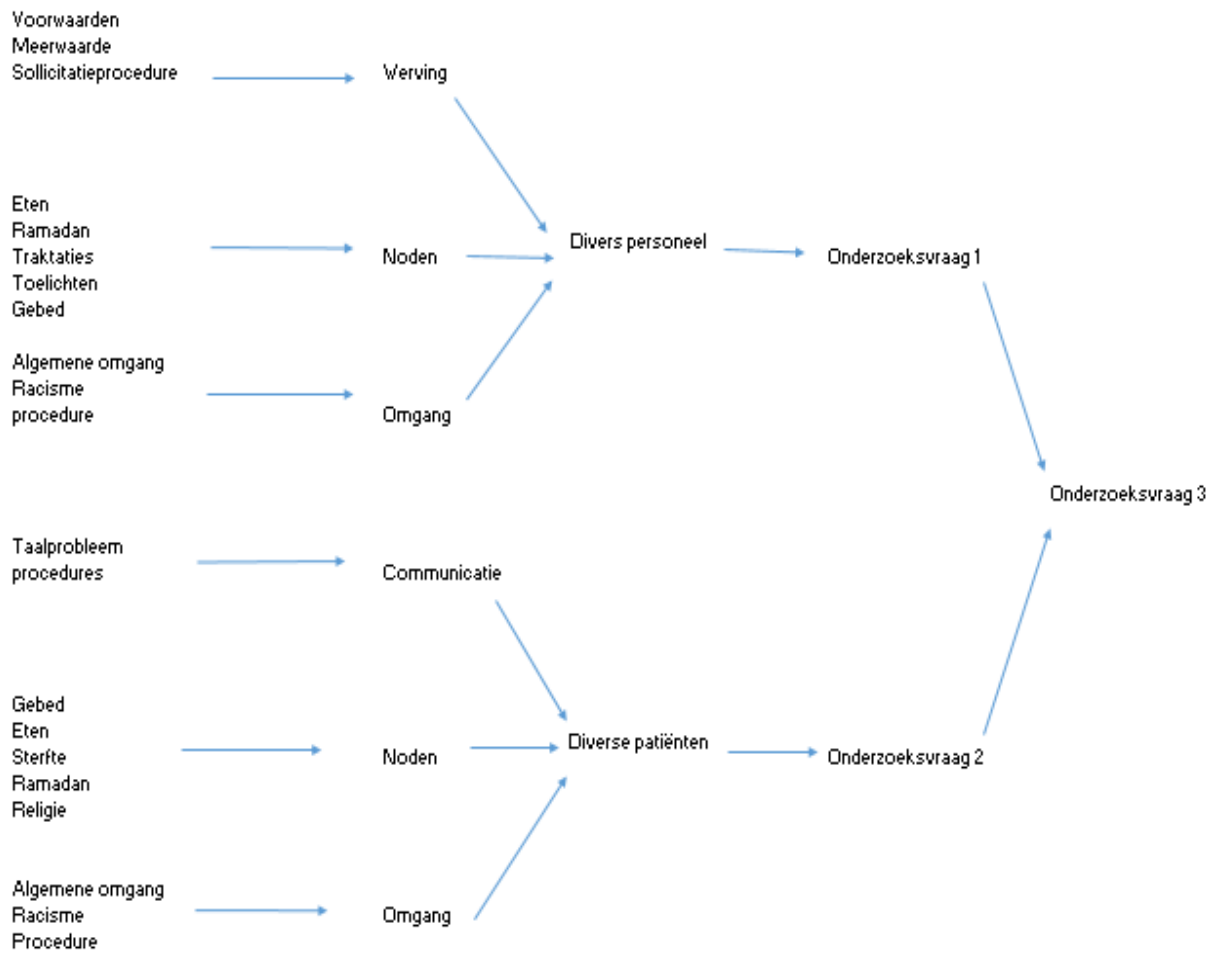 Voorwaarden
Meerwaarde
Sollicitatieprocedure
Werving
Eten
Ramadan
Traktaties
Toelichten
Gebed
Noden
Divers personeel
Onderzoeksvraag 1
Algemene omgang
Racisme
procedure
Omgang
Onderzoeksvraag 3
Taalprobleem
procedures
Communicatie
Gebed
Eten
Sterfte
Ramadan
Religie
Noden
Diverse patiënten
Onderzoeksvraag 2
Algemene omgang
Racisme
Procedure
Omgang